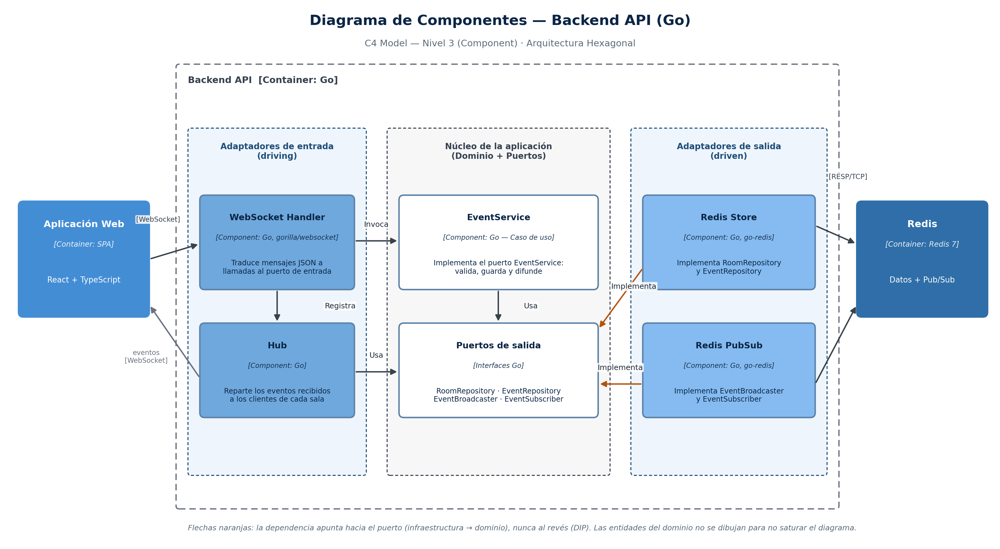 Diagrama de Componentes — Backend API (Go)
C4 Model — Nivel 3 (Component) · Arquitectura Hexagonal
Backend API  [Container: Go]
Aplicación Web
[Container: SPA]
React + TypeScript
[WebSocket]
eventos
[WebSocket]
Adaptadores de entrada
(driving)
WebSocket Handler
[Component: Go, gorilla/websocket]
Traduce mensajes JSON a
llamadas al puerto de entrada
Registra
Hub
[Component: Go]
Reparte los eventos recibidos
a los clientes de cada sala
Invoca
Usa
Núcleo de la aplicación
(Dominio + Puertos)
EventService
[Component: Go — Caso de uso]
Implementa el puerto EventService:
valida, guarda y difunde
Usa
Puertos de salida
[Interfaces Go]
RoomRepository · EventRepository
EventBroadcaster · EventSubscriber
Implementa
Implementa
Adaptadores de salida
(driven)
Redis Store
[Component: Go, go-redis]
Implementa RoomRepository
y EventRepository
Redis PubSub
[Component: Go, go-redis]
Implementa EventBroadcaster
y EventSubscriber
[RESP/TCP]
Redis
[Container: Redis 7]
Datos + Pub/Sub
Flechas naranjas: la dependencia apunta hacia el puerto (infraestructura → dominio), nunca al revés (DIP). Las entidades del dominio no se dibujan para no saturar el diagrama.